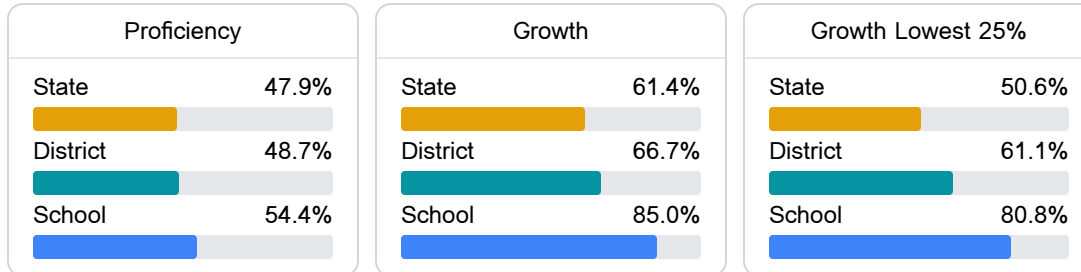 Proficiency
State 47.9%
District 48.7%
School 54.4%
Growth
State 61.4%
District 66.7%
School 85.0%
Growth Lowest 25%
State 50.6%
District 61.1%
School 80.8%